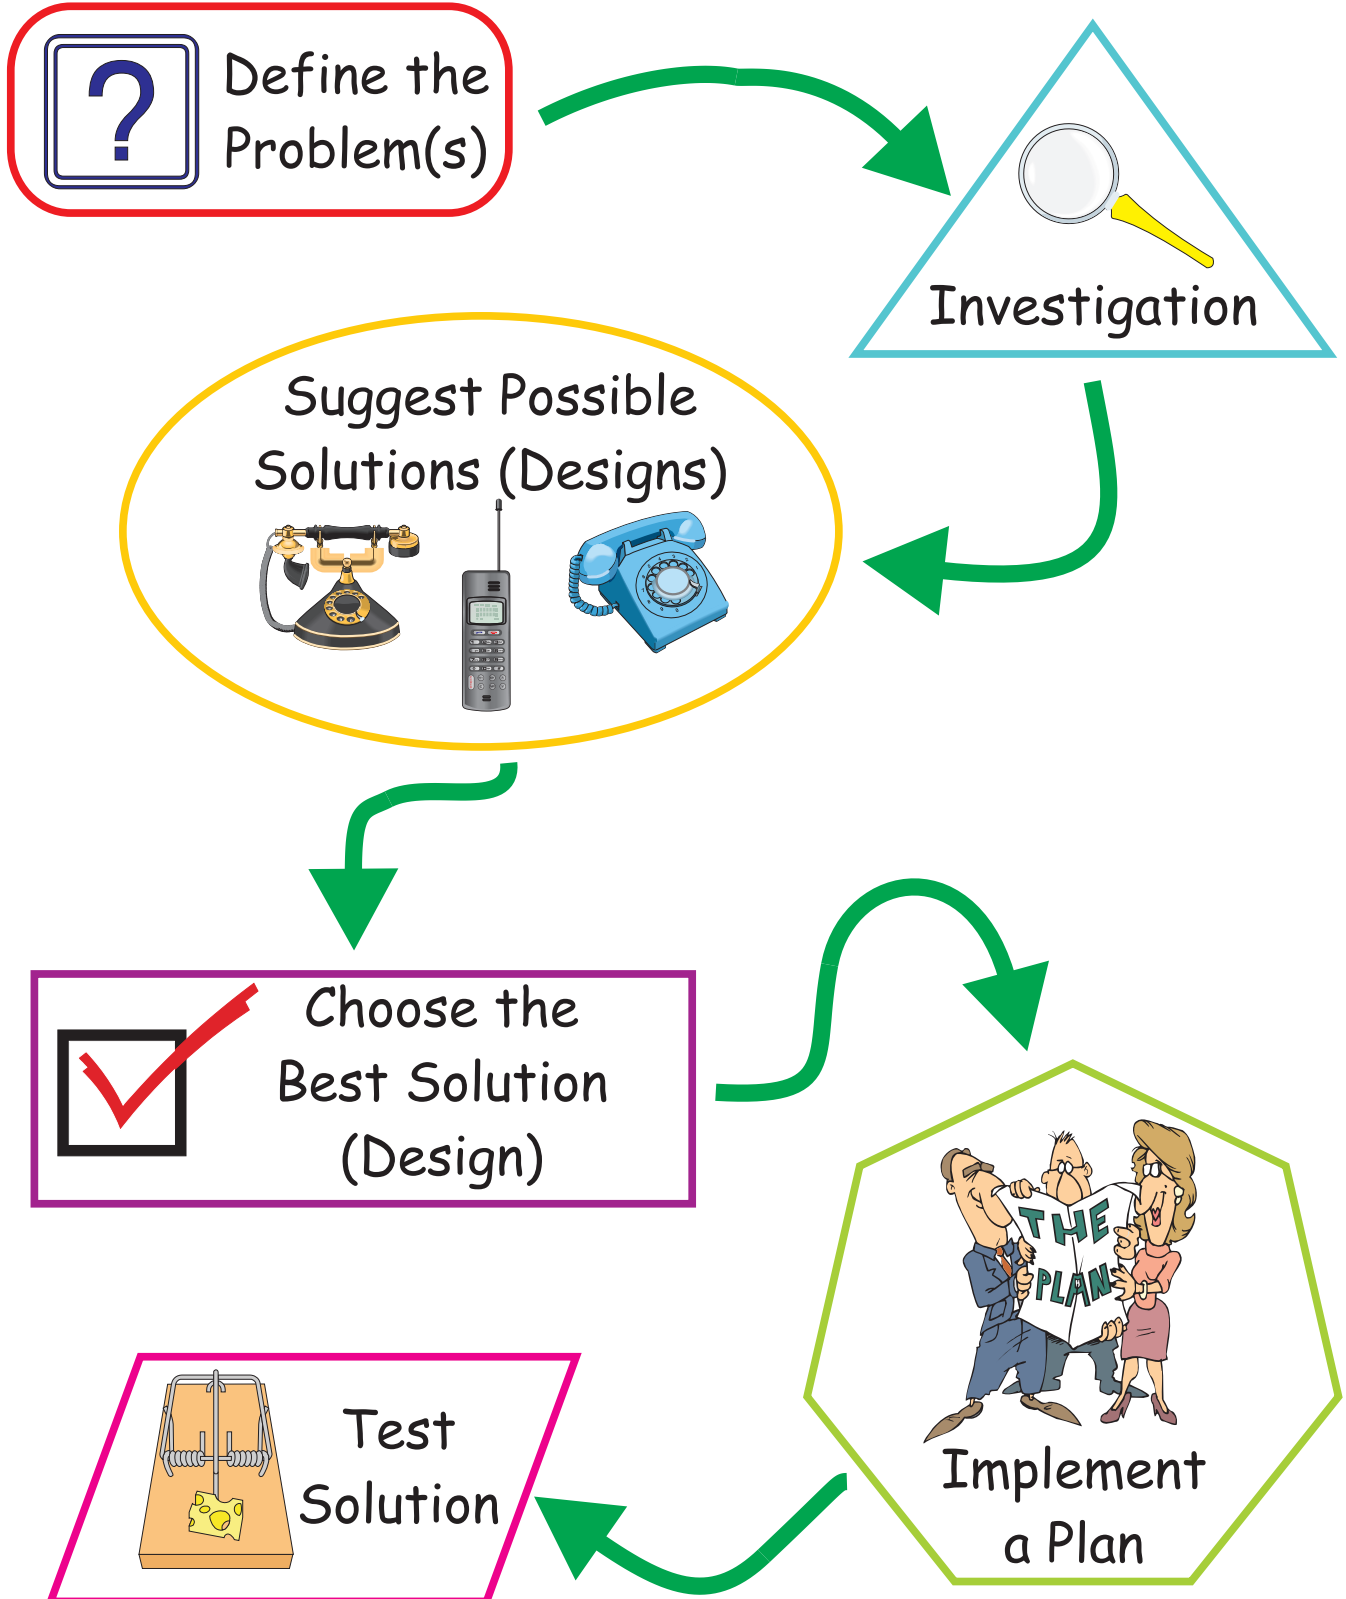 ?
Define the
Problem(s)
Investigation
Suggest Possible
Solutions (Designs)
Choose the
Best Solution
(Design)
THE
PLAN
Implement
a Plan
Test
Solution